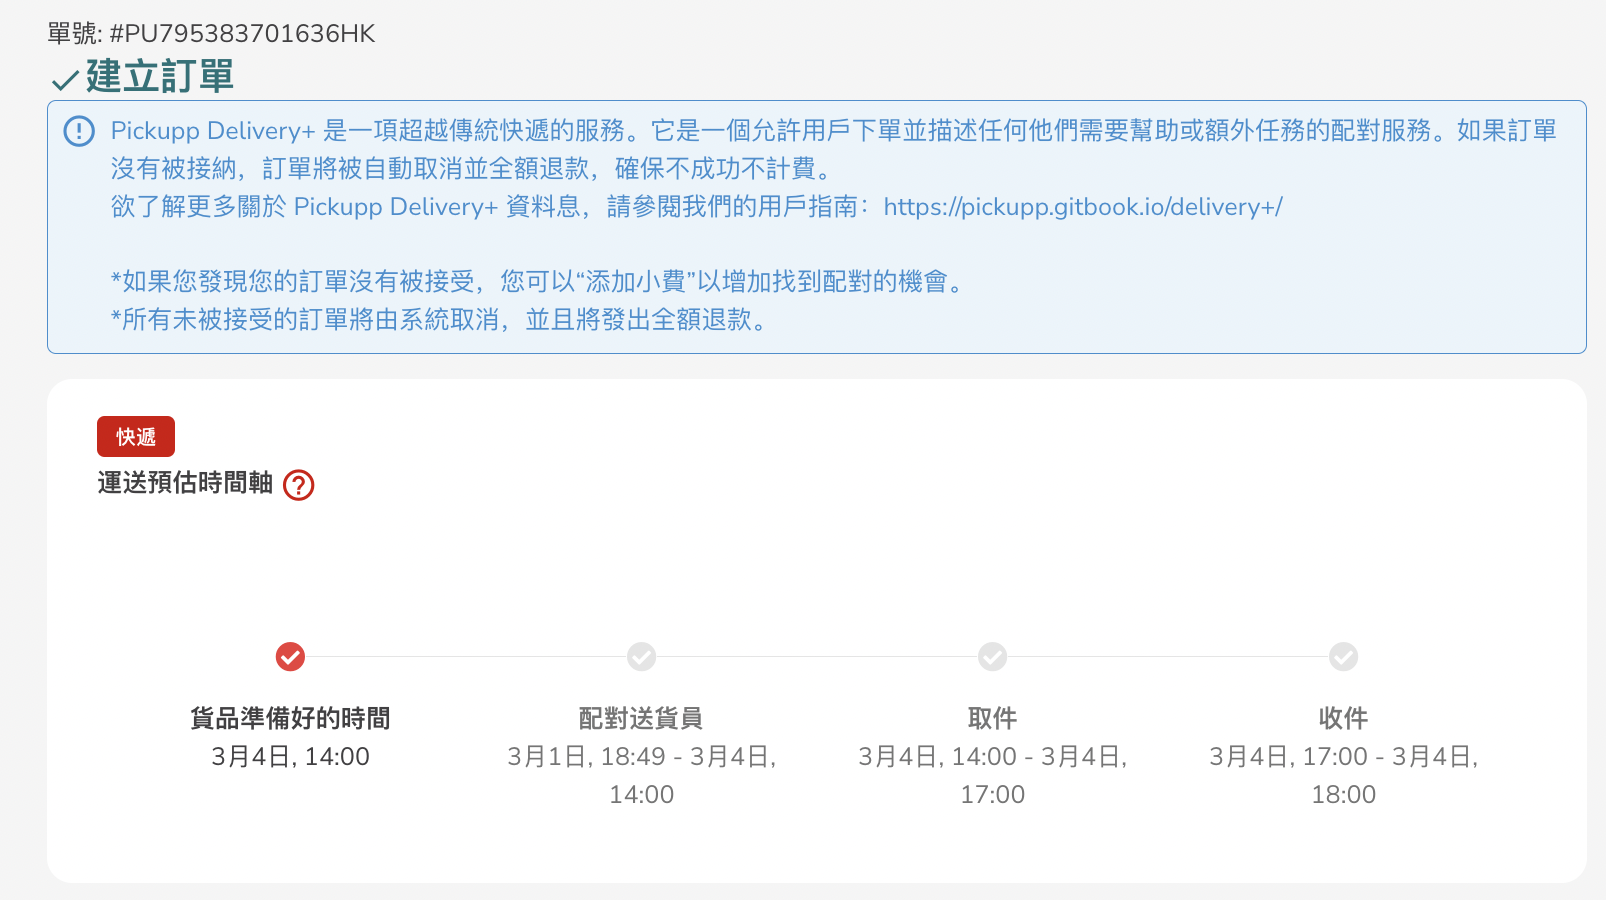 單號: #PU795383701636HK
建立訂單
Pickupp Delivery+ 是一項超越傳統快遞的服務。它是一個允許用戶下單並描述任何他們需要幫助或額外任務的配對服務。如果訂單
沒有被接納，訂單將被自動取消並全額退款，確保不成功不計費。
欲了解更多關於 Pickupp Delivery+ 資料息，請參閱我們的用戶指南：https://pickupp.gitbook.io/delivery+/
*如果您發現您的訂單沒有被接受，您可以“添加小費”以增加找到配對的機會。
*所有未被接受的訂單將由系統取消，並且將發出全額退款。
快遞
運送預估時間軸
貨品準備好的時間
3月4日, 14:00
配對送貨員
3月1日, 18:49 - 3月4日,
14:00
取件
3月4日, 14:00 - 3月4日,
17:00
收件
3月4日, 17:00 - 3月4日,
18:00